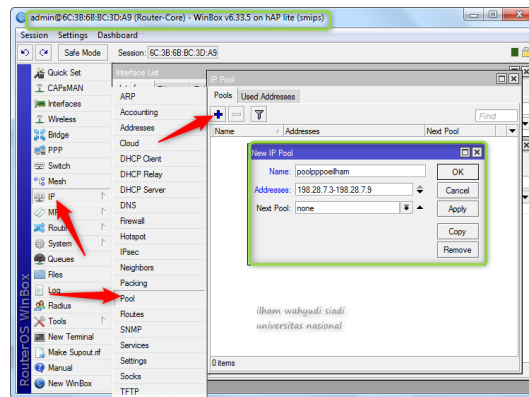 admin@6C:3B:6B:BC:3D:A9 (Router-Core) - WinBox v6.33.5 on hAP lite (smips)
Session Settings Dashboard
Safe Mode Session: 6C:3B:6B:BC:3D:A9
Quick Set
CAPsMAN
Interfaces
Wireless
Bridge
PPP
Switch
Mesh
IP
System
Queues
Files
Log
Radius
Tools
New Terminal
Make Supout.rif
Manual
New WinBox
RouterOS WinBox
Interface List
ARP
Accounting
Addresses
Cloud
DHCP Client
DHCP Relay
DHCP Server
DNS
Firewall
Hotspot
IPsec
Neighbors
Packing
Pool
Routes
SNMP
Services
Settings
Socks
TFTP
IP Pool
Pools Used Addresses
Find
Name Addresses Next Pool
New IP Pool
Name: poolpppoeilham OK
Addresses: 198.28.7.3-198.28.7.9 Cancel
Next Pool: none Apply
Copy
Remove
ilham wahyudi siadi
universitas nasional
0 items